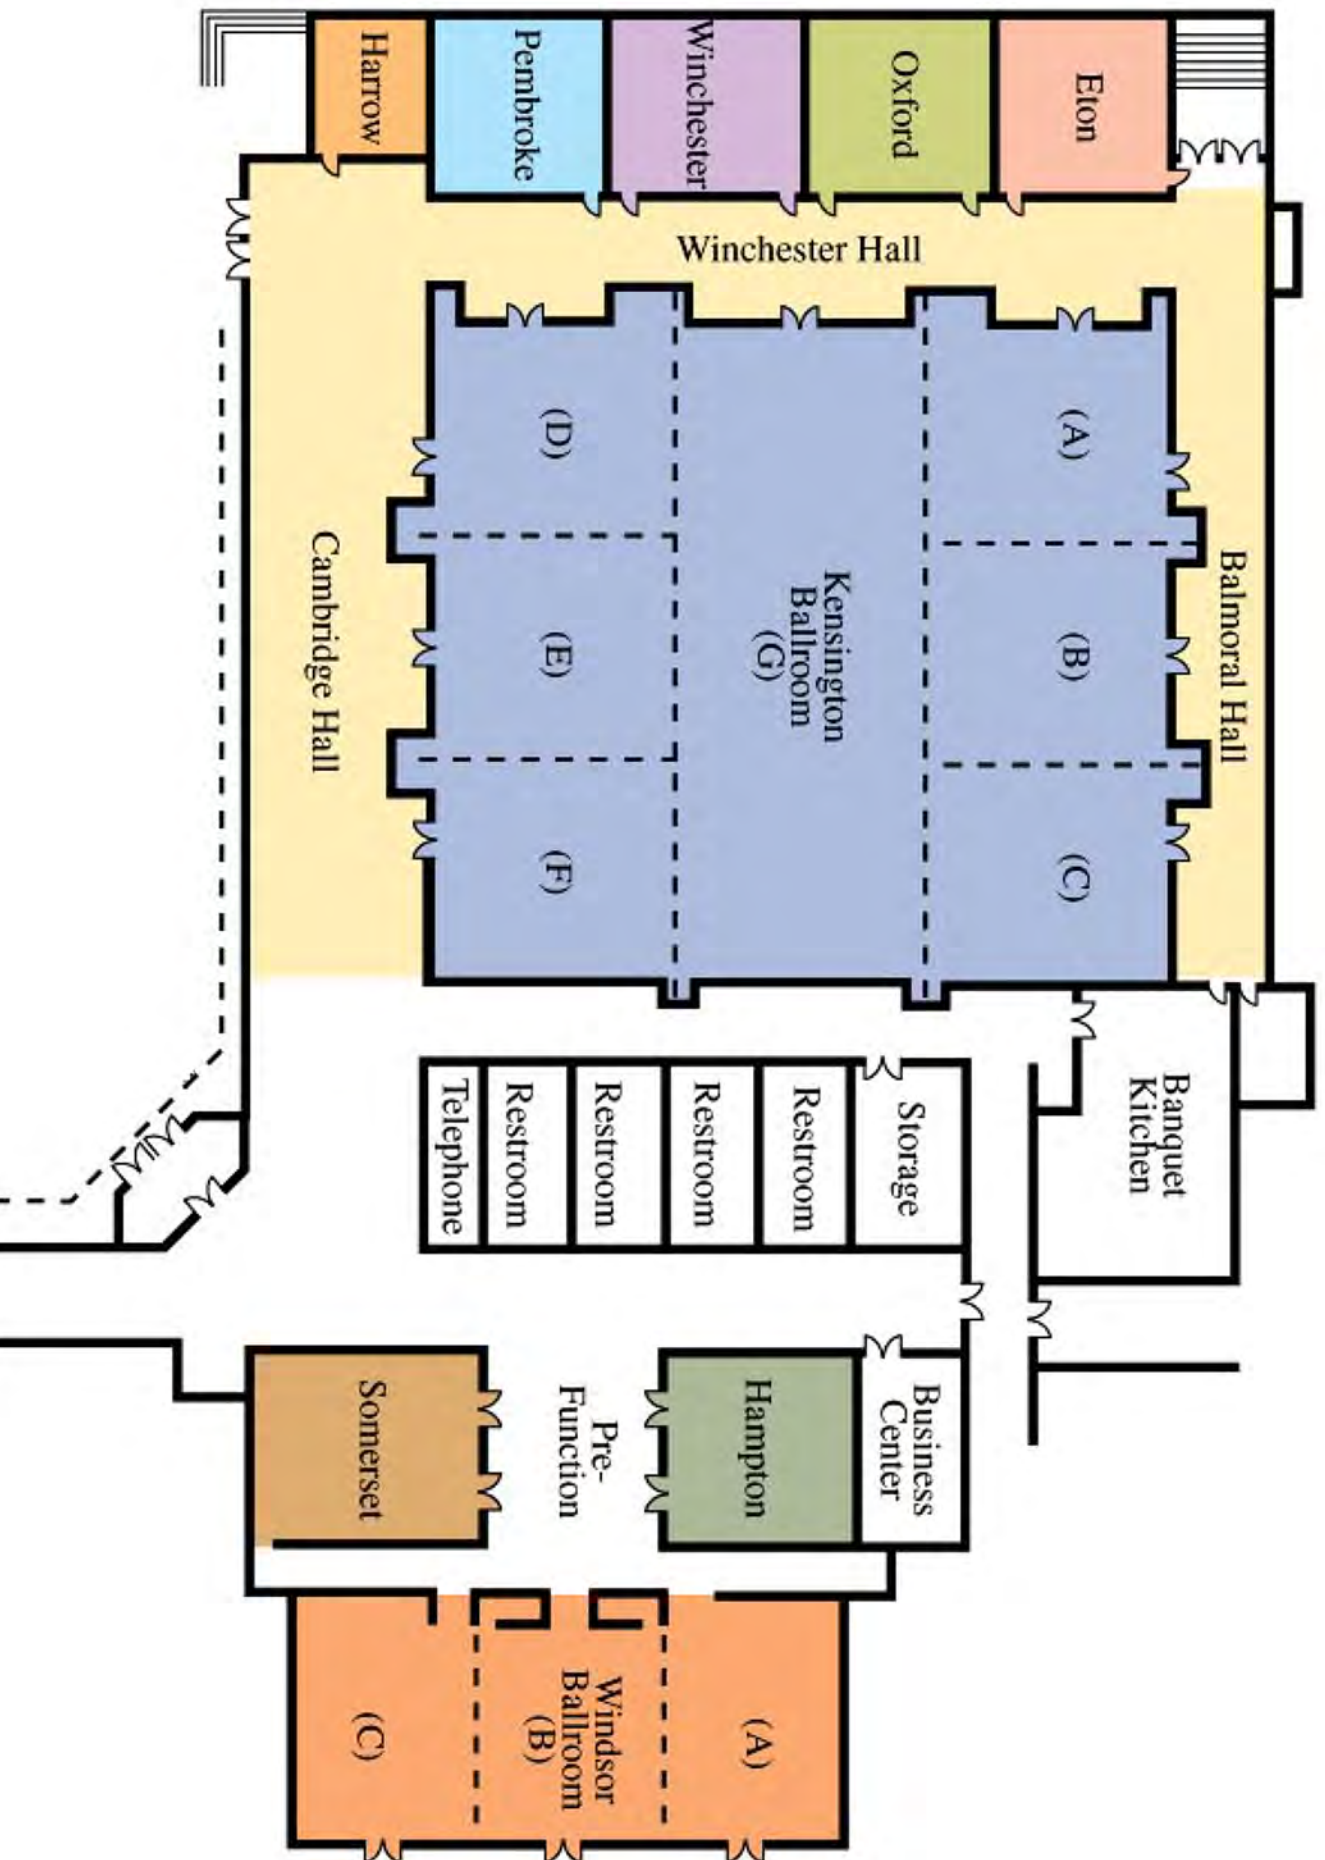 Harrow
Pembroke
Winchester
Oxford
Eton
Winchester Hall
(D)
(A)
Cambridge Hall
(E)
Kensington
Ballroom
(G)
(B)
Balmoral Hall
(F)
(C)
Telephone
Restroom
Restroom
Restroom
Restroom
Storage
Banquet
Kitchen
Somerset
Pre-
Function
Hampton
Business
Center
(C)
Windsor
Ballroom
(B)
(A)